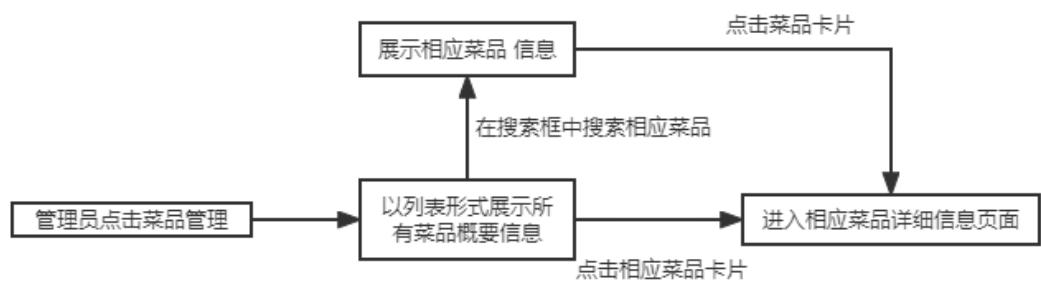 点击菜品卡片
展示相应菜品 信息
在搜索框中搜索相应菜品
管理员点击菜品管理
以列表形式展示所
有菜品概要信息
进入相应菜品详细信息页面
点击相应菜品卡片